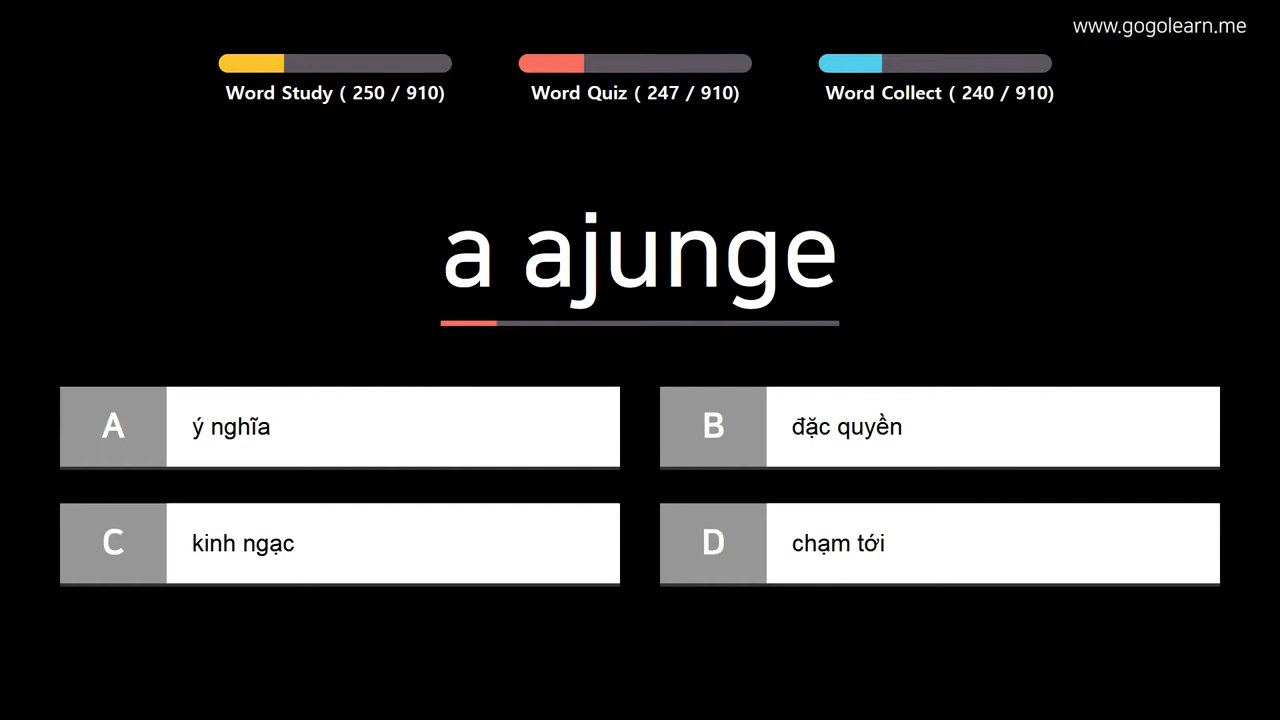 www.gogolearn.me
Word Study ( 250 / 910)
Word Quiz ( 247 / 910)
Word Collect ( 240 / 910)
a ajunge
A
ý nghĩa
B
đặc quyền
C
kinh ngạc
D
chạm tới